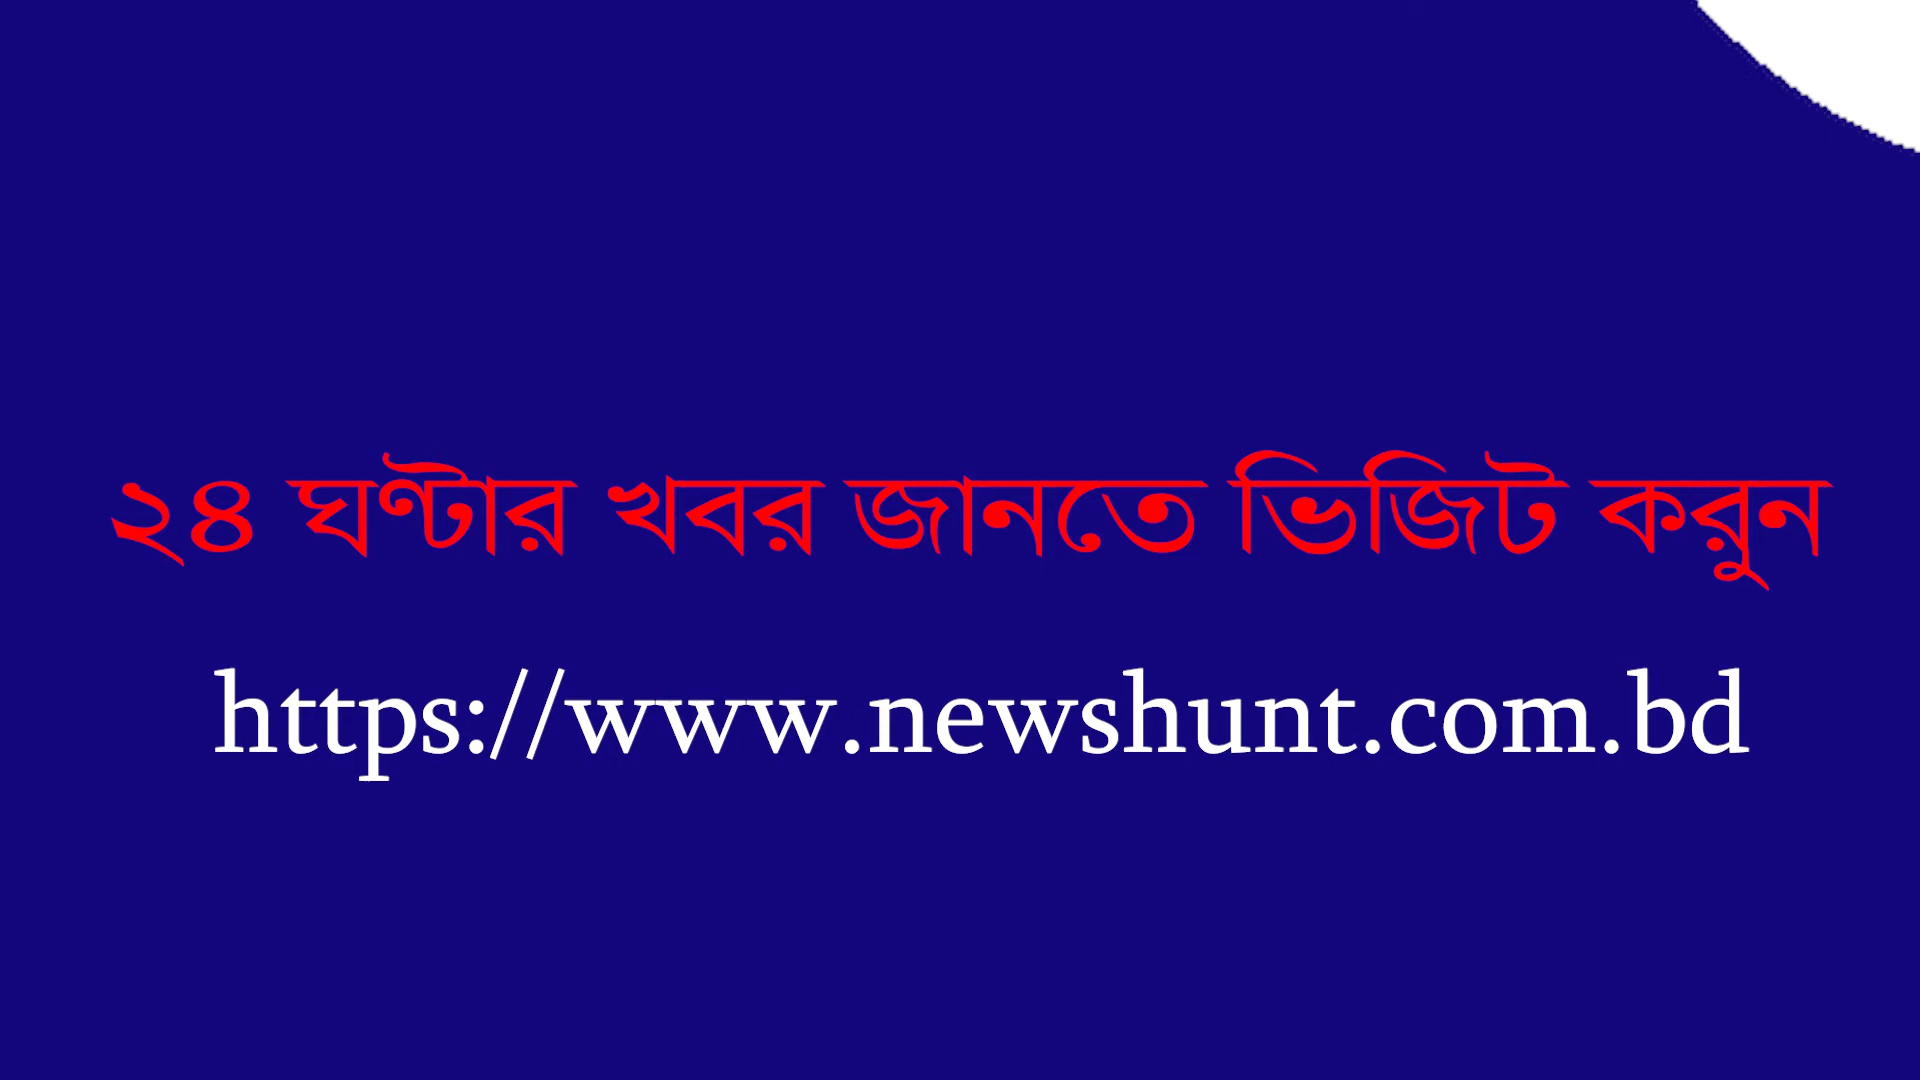 ২৪ ঘণ্টার খবর জানতে ভিজিট করুন
https://www.newshunt.com.bd